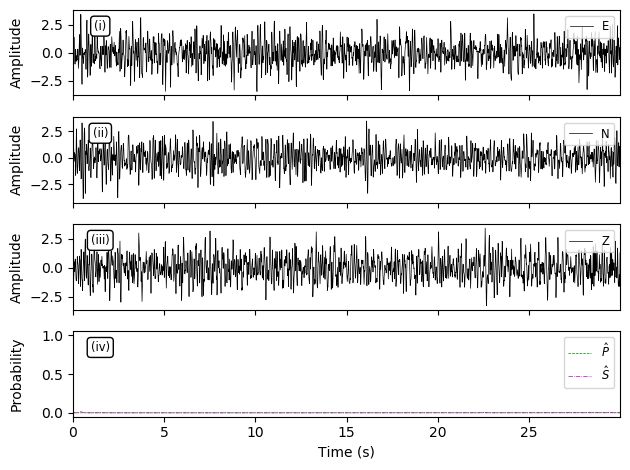 Amplitude
2.5
0.0
−2.5
(i)
E
Amplitude
2.5
0.0
−2.5
(ii)
N
Amplitude
2.5
0.0
−2.5
(iii)
Z
Probability
1.0
0.5
0.0
(iv)
P̂
Ŝ
0 5 10 15 20 25
Time (s)